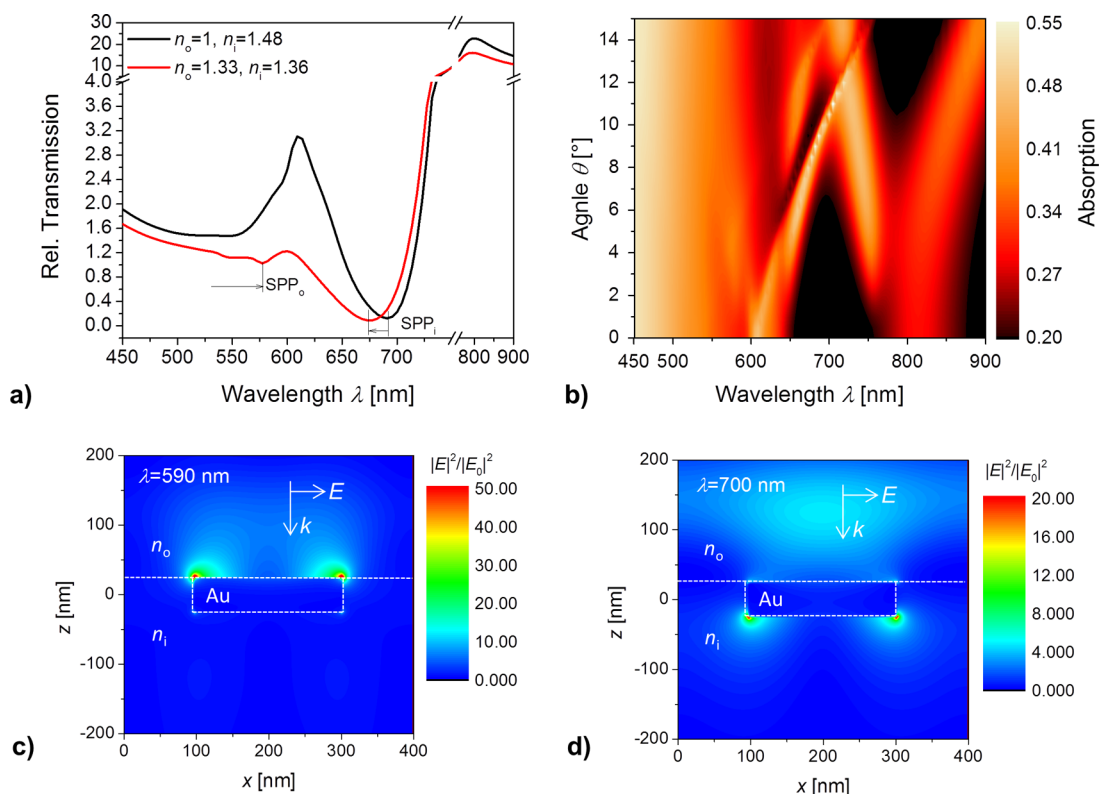 30
20
10
4.0
3.6
3.2
2.8
2.4
2.0
1.6
1.2
0.8
0.4
0.0
Rel. Transmission
nₒ=1, nᵢ=1.48
nₒ=1.33, nᵢ=1.36
SPPₒ
SPPᵢ
450 500 550 600 650 700 800 900
Wavelength λ [nm]
a)
14
12
10
8
6
4
2
0
Agnle θ [°]
450 500 600 700 800 900
Wavelength λ [nm]
0.55
0.48
0.41
0.34
0.27
0.20
Absorption
b)
200
100
0
-100
-200
z [nm]
λ=590 nm
E
k
nₒ
Au
nᵢ
0 100 200 300 400
x [nm]
|E|²/|E₀|²
50.00
40.00
30.00
20.00
10.00
0.000
c)
200
100
0
-100
-200
z [nm]
λ=700 nm
E
k
nₒ
Au
nᵢ
0 100 200 300 400
x [nm]
|E|²/|E₀|²
20.00
16.00
12.00
8.000
4.000
0.000
d)